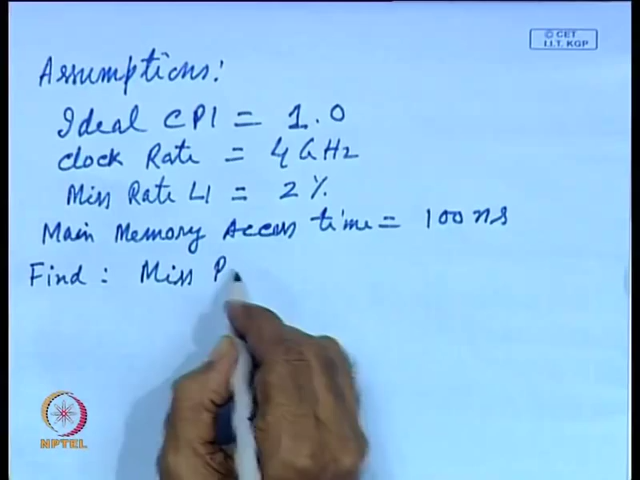 © CET
I.I.T. KGP
Assumptions:
Ideal CPI = 1.0
Clock Rate = 4 GHz
Miss Rate L1 = 2%
Main Memory Access time = 100 ns
Find : Miss P
NPTEL